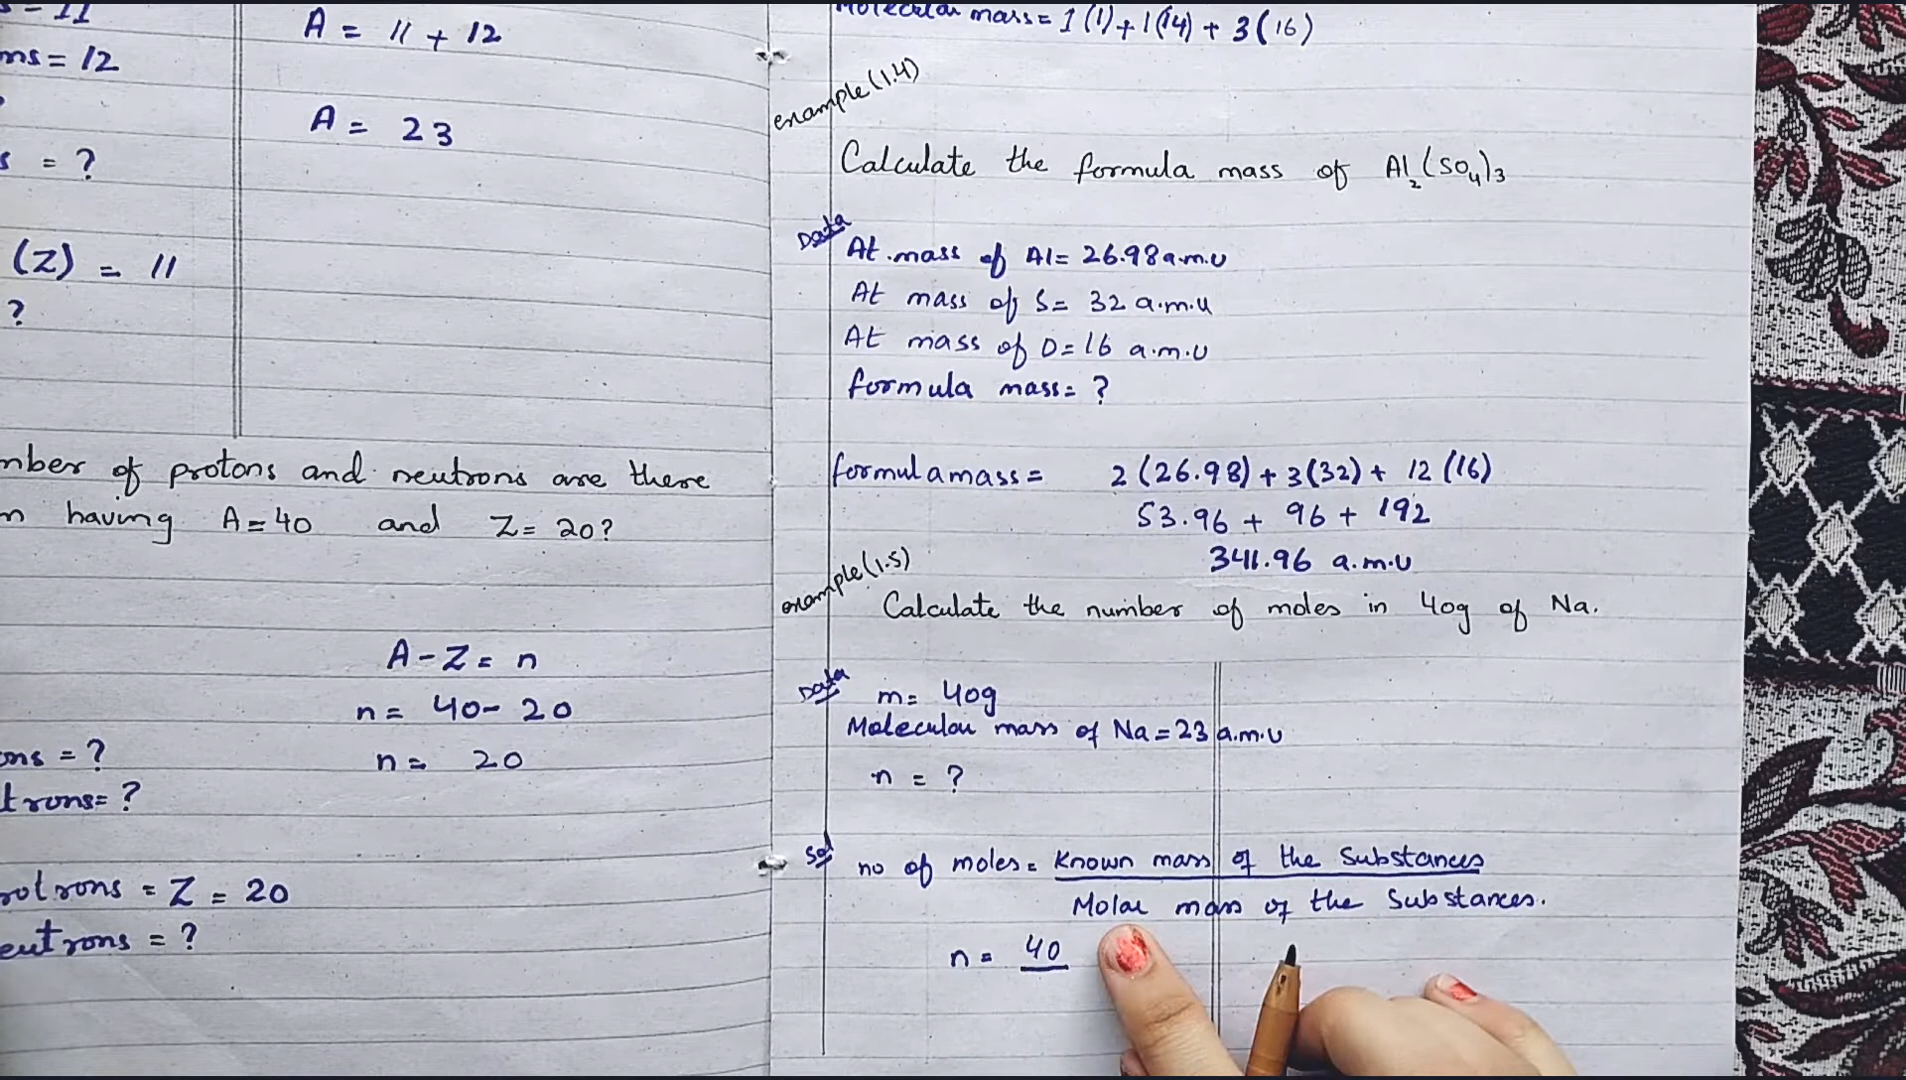 = 11
A = 11 + 12
ms = 12
A = 23
s = ?
(Z) = 11
?
mber of protons and neutrons are there
n having A = 40 and Z = 20?
A - Z = n
n = 40 - 20
ons = ?
n = 20
trons = ?
rotrons = Z = 20
eutrons = ?
Molecular mass = 1(1) + 1(14) + 3(16)
example (1.4)
Calculate the formula mass of Al₂(SO₄)₃
Data
At. mass of Al = 26.98 a.m.u
At mass of S = 32 a.m.u
At mass of O = 16 a.m.u
formula mass = ?
formula mass = 2(26.98) + 3(32) + 12(16)
53.96 + 96 + 192
341.96 a.m.u
example (1.5)
Calculate the number of moles in 40g of Na.
Data
m = 40g
Molecular mass of Na = 23 a.m.u
n = ?
Sol
no of moles = Known mass of the Substances
Molar mass of the Substances.
n = 40